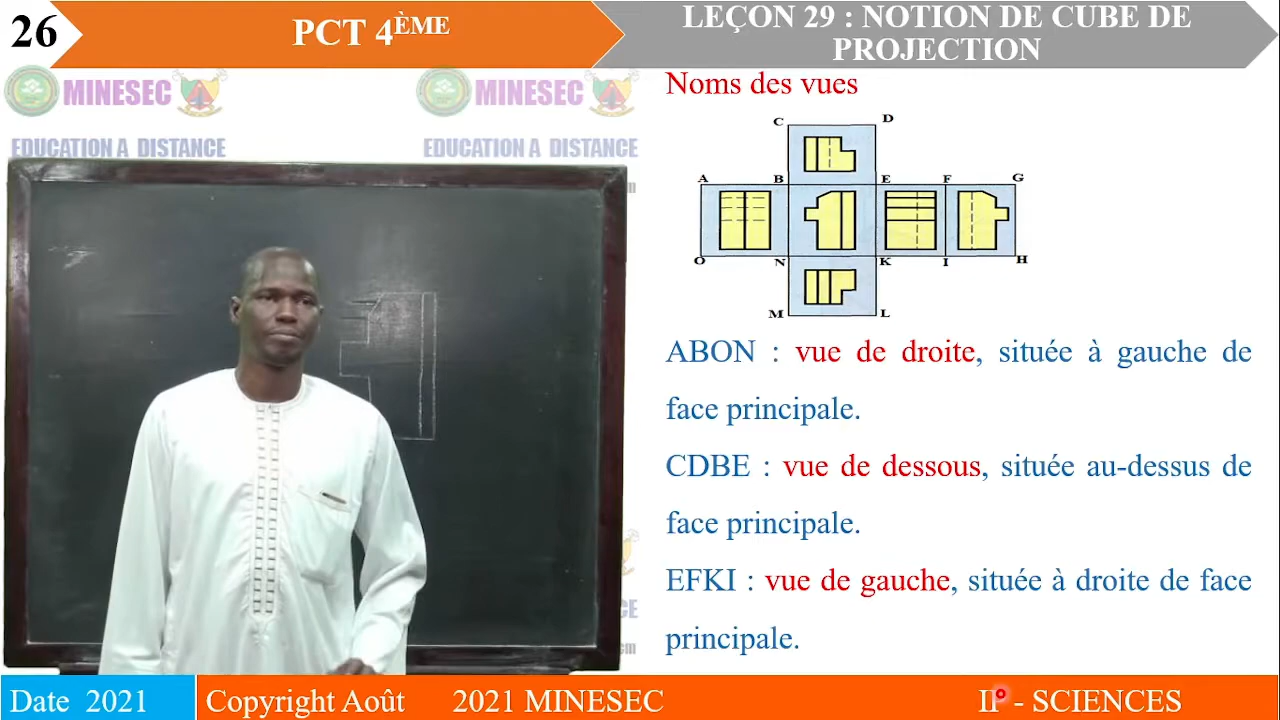 26
PCT 4ÈME
LEÇON 29 : NOTION DE CUBE DE
PROJECTION
MINESEC
MINESEC
EDUCATION A DISTANCE
EDUCATION A DISTANCE
Noms des vues
C D
A B E F G
O N K I H
M L
ABON : vue de droite, située à gauche de
face principale.
CDBE : vue de dessous, située au-dessus de
face principale.
EFKI : vue de gauche, située à droite de face
principale.
Date 2021
Copyright Août 2021 MINESEC
- SCIENCES